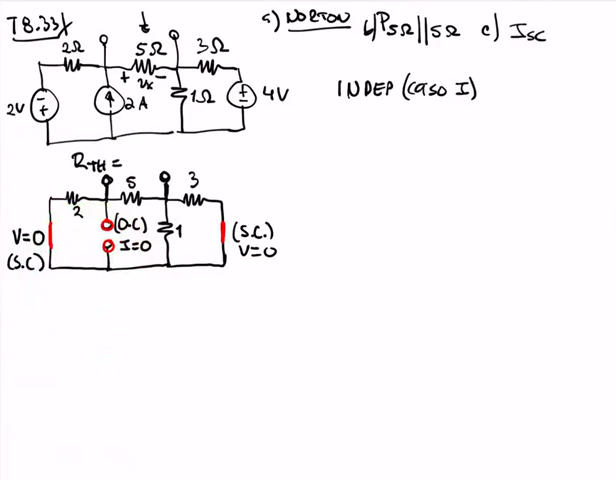 T8.33X
a) NORTON b) P5Ω||5Ω c) ISC
2Ω 5Ω 3Ω
+ Vx -
2V - + 2A 1Ω + - 4V
INDEP (caso I)
RTH =
2 5 3
V=0 (O.C) 1 (S.C.)
(S.C) I=0 V=0